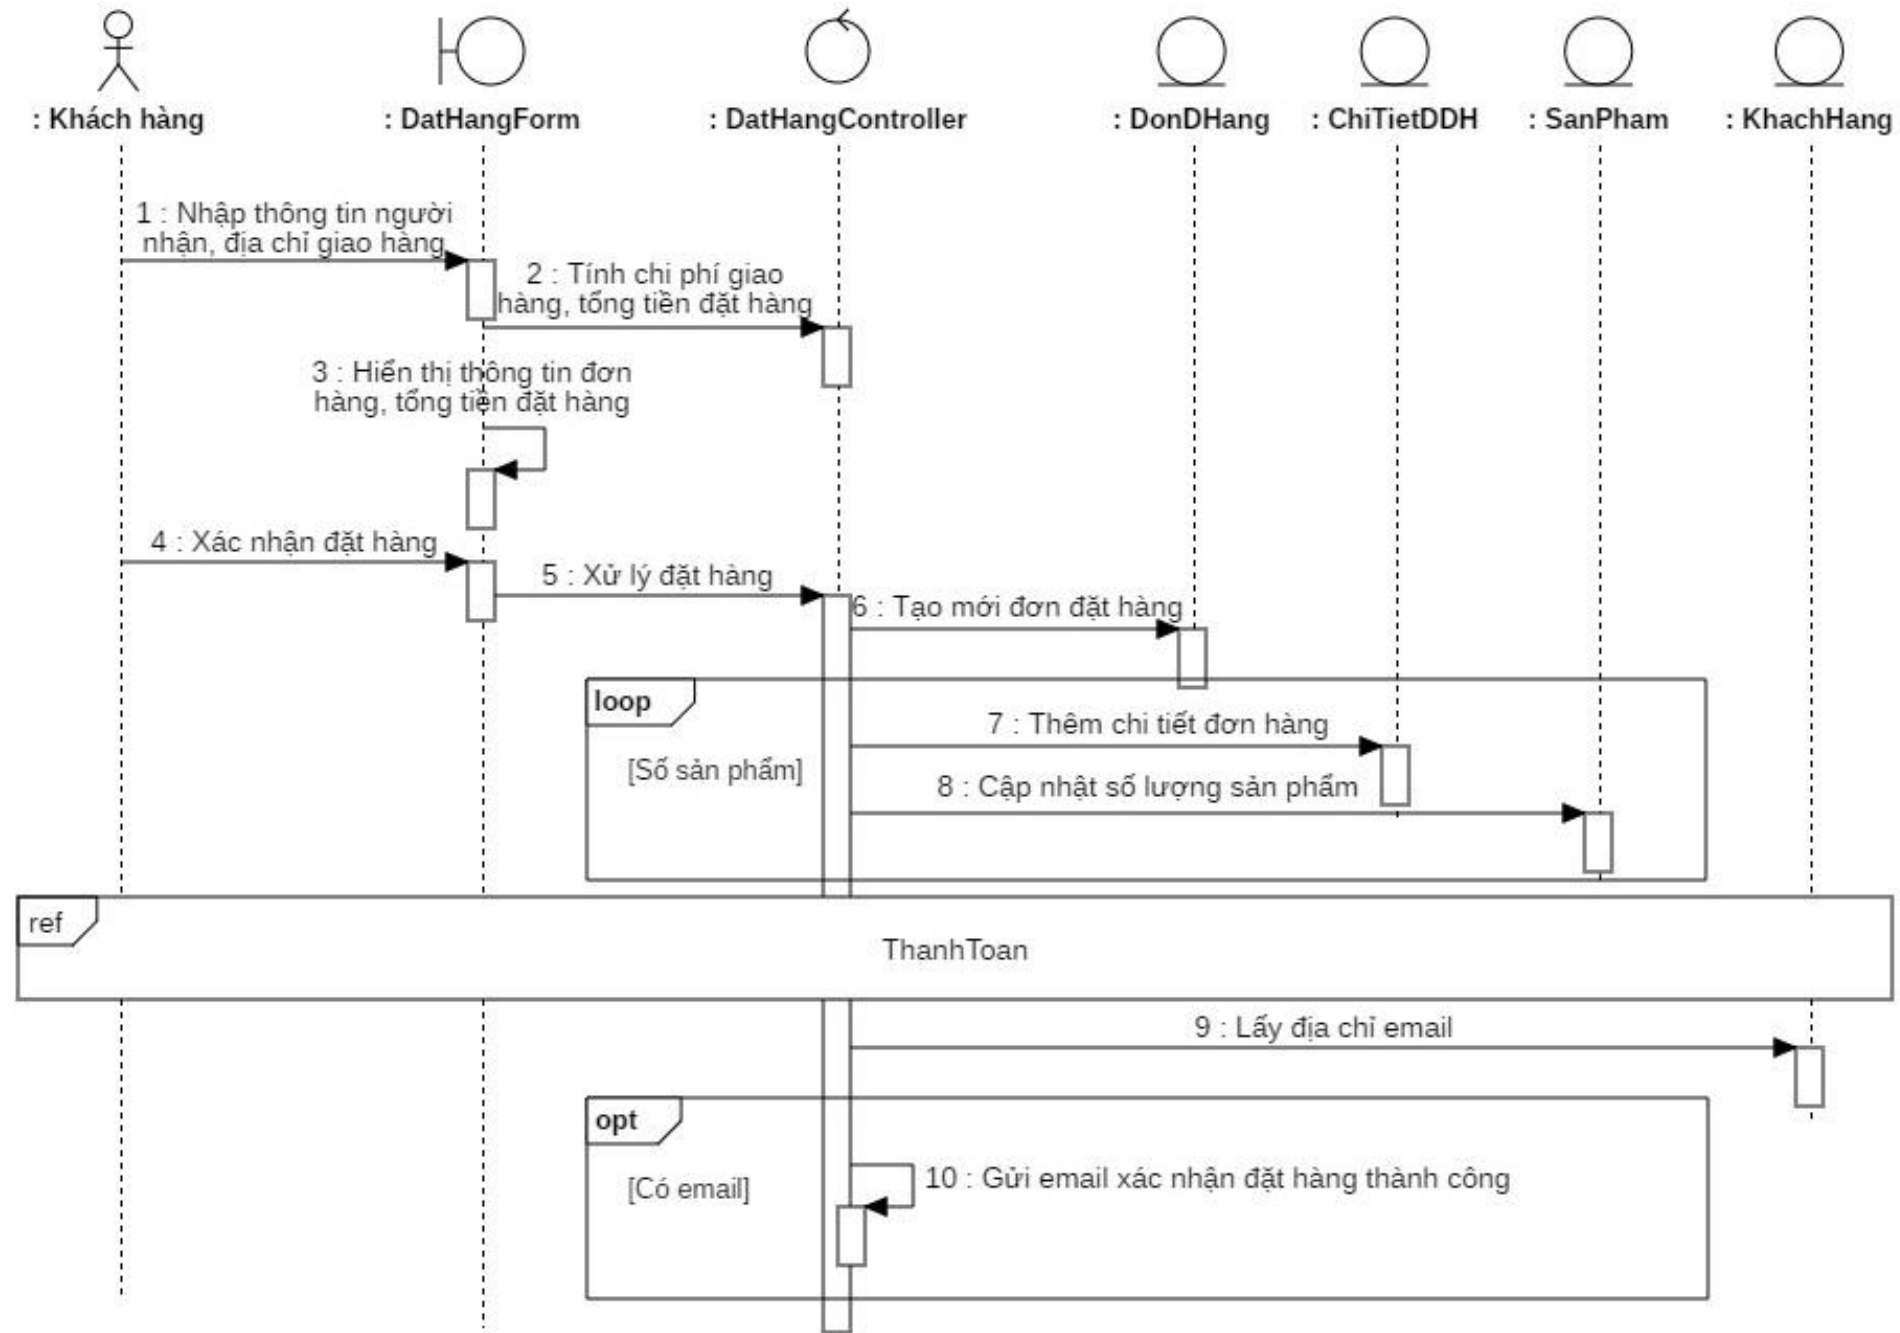 : Khách hàng
: DatHangForm
: DatHangController
: DonDHang
: ChiTietDDH
: SanPham
: KhachHang
1 : Nhập thông tin người
nhận, địa chỉ giao hàng
2 : Tính chi phí giao
hàng, tổng tiền đặt hàng
3 : Hiển thị thông tin đơn
hàng, tổng tiền đặt hàng
4 : Xác nhận đặt hàng
5 : Xử lý đặt hàng
6 : Tạo mới đơn đặt hàng
loop
7 : Thêm chi tiết đơn hàng
[Số sản phẩm]
8 : Cập nhật số lượng sản phẩm
ref
ThanhToan
9 : Lấy địa chỉ email
opt
10 : Gửi email xác nhận đặt hàng thành công
[Có email]